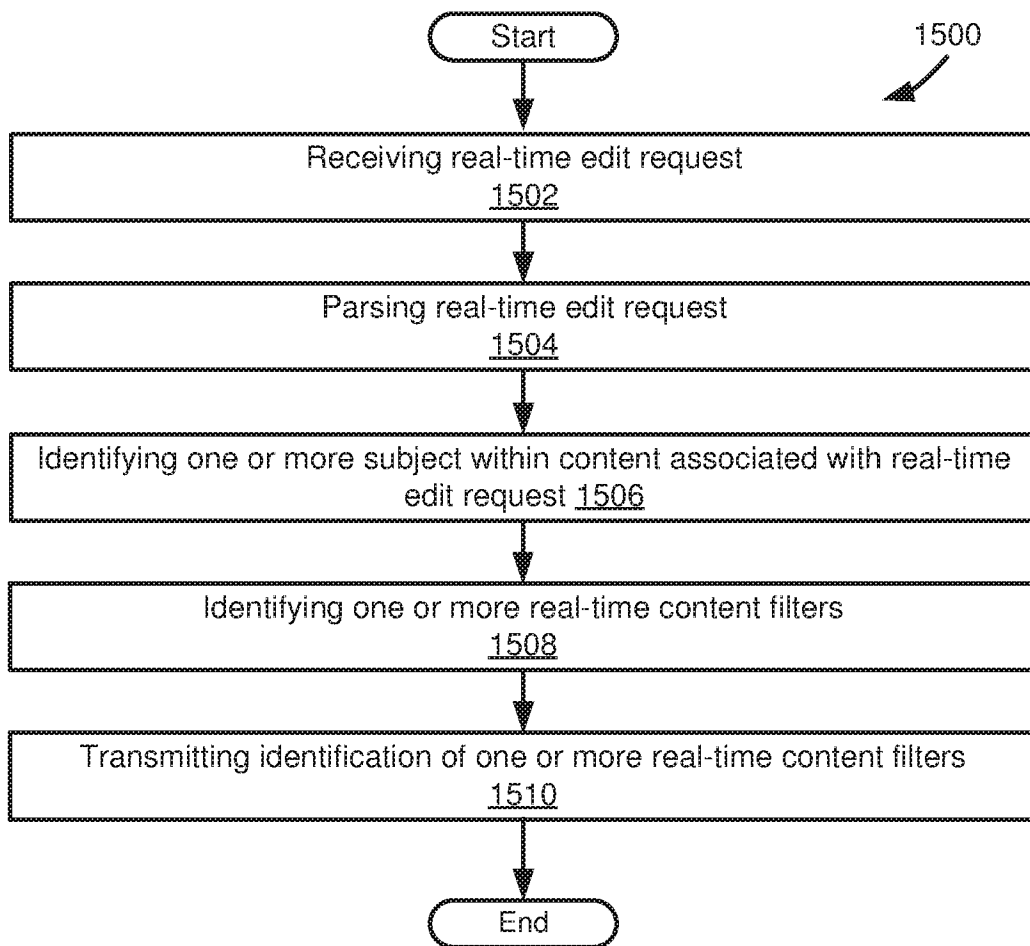 Start
1500
Receiving real-time edit request
1502
Parsing real-time edit request
1504
Identifying one or more subject within content associated with real-time
edit request 1506
Identifying one or more real-time content filters
1508
Transmitting identification of one or more real-time content filters
1510
End